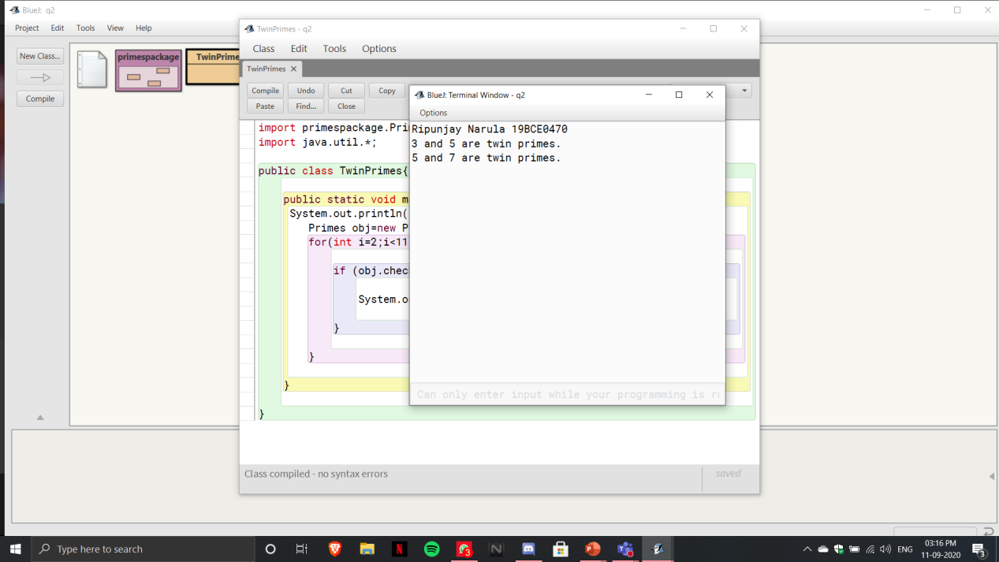 BlueJ: q2
Project Edit Tools View Help
New Class...
Compile
primespackage
TwinPrime
TwinPrimes - q2
Class Edit Tools Options
TwinPrimes
Compile Undo Cut Copy
Paste Find... Close
import primespackage.Pri
import java.util.*;
public class TwinPrimes{
public static void m
System.out.println(
Primes obj=new P
for(int i=2;i<11
if (obj.chec
System.o
}
}
}
}
Class compiled - no syntax errors
saved
BlueJ: Terminal Window - q2
Options
Ripunjay Narula 19BCE0470
3 and 5 are twin primes.
5 and 7 are twin primes.
Can only enter input while your programming is r
Type here to search
N
N
3
P
T
ENG
03:16 PM
11-09-2020
3